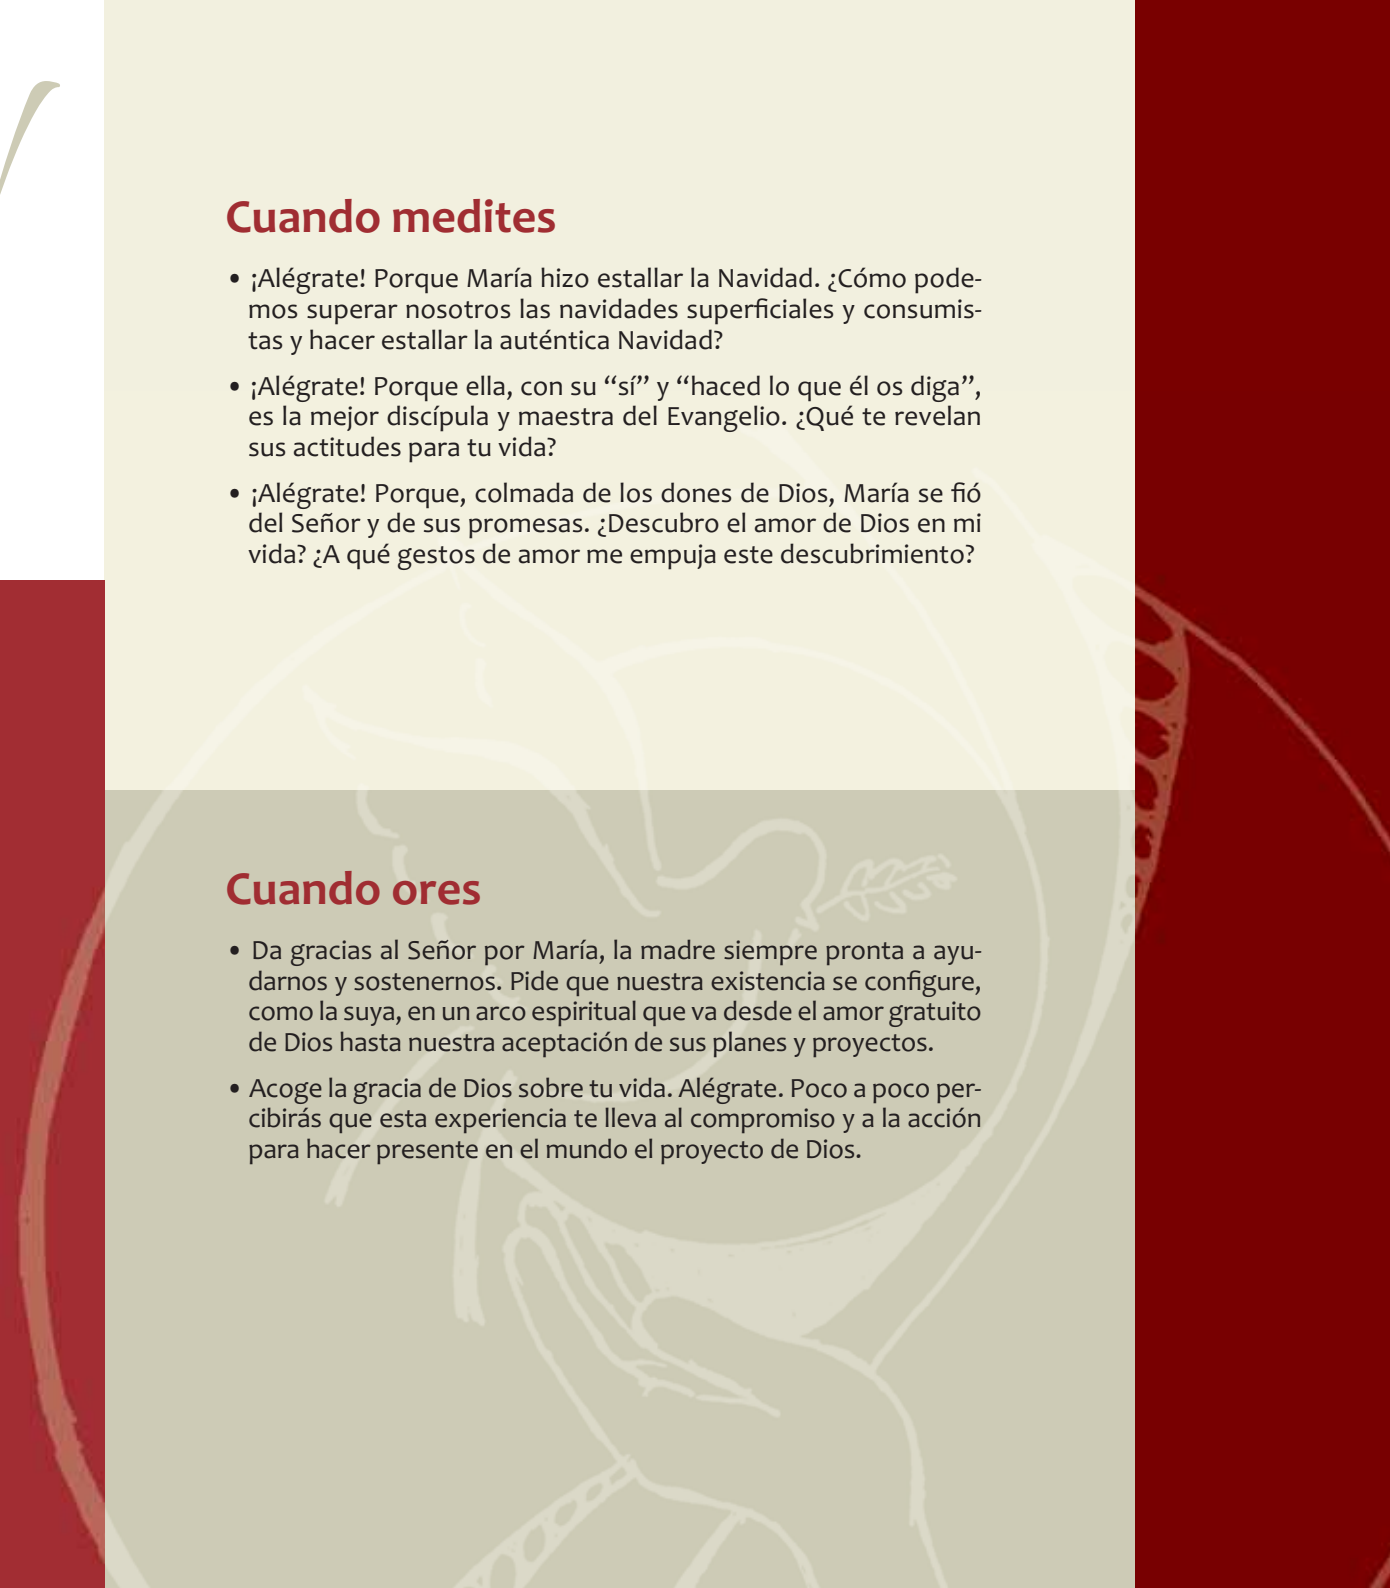 Cuando medites
• ¡Alégrate! Porque María hizo estallar la Navidad. ¿Cómo pode-
mos superar nosotros las navidades superficiales y consumis-
tas y hacer estallar la auténtica Navidad?
• ¡Alégrate! Porque ella, con su “sí” y “haced lo que él os diga”,
es la mejor discípula y maestra del Evangelio. ¿Qué te revelan
sus actitudes para tu vida?
• ¡Alégrate! Porque, colmada de los dones de Dios, María se fió
del Señor y de sus promesas. ¿Descubro el amor de Dios en mi
vida? ¿A qué gestos de amor me empuja este descubrimiento?
Cuando ores
• Da gracias al Señor por María, la madre siempre pronta a ayu-
darnos y sostenernos. Pide que nuestra existencia se configure,
como la suya, en un arco espiritual que va desde el amor gratuito
de Dios hasta nuestra aceptación de sus planes y proyectos.
• Acoge la gracia de Dios sobre tu vida. Alégrate. Poco a poco per-
cibirás que esta experiencia te lleva al compromiso y a la acción
para hacer presente en el mundo el proyecto de Dios.